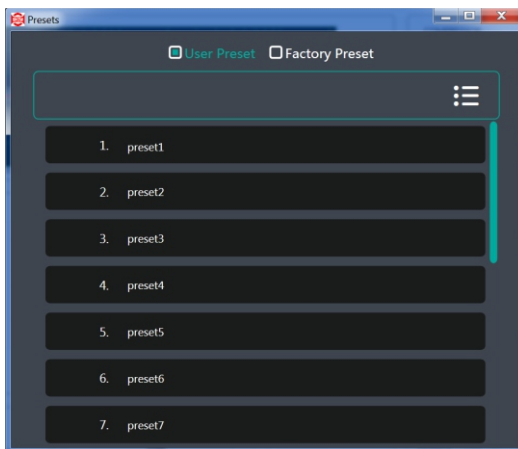 Presets
User Preset Factory Preset
1. preset1
2. preset2
3. preset3
4. preset4
5. preset5
6. preset6
7. preset7